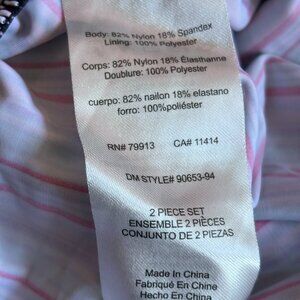 Body: 82% Nylon 18% Spandex
Lining: 100% Polyester
Corps: 82% Nylon 18% Élasthanne
Doublure: 100% Polyester
cuerpo: 82% nailon 18% elastano
forro: 100%poliéster
RN# 79913 CA# 11414
DM STYLE# 90653-94
2 PIECE SET
ENSEMBLE 2 PIÈCES
CONJUNTO DE 2 PIEZAS
Made In China
Fabriqué En Chine
Hecho En China